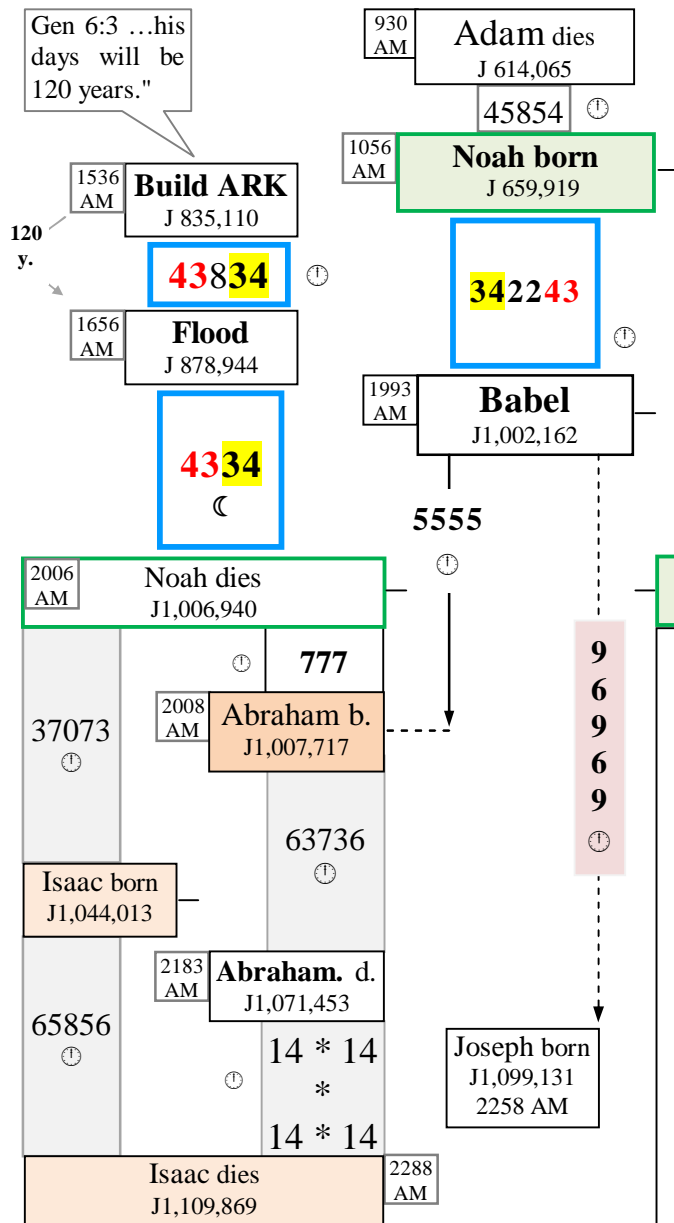 Gen 6:3 …his
days will be
120 years."
930
AM
Adam dies
J 614,065
45854
1056
AM
Noah born
J 659,919
1536
AM
Build ARK
J 835,110
120
y.
43834
342243
1656
AM
Flood
J 878,944
1993
AM
Babel
J1,002,162
4334
☾
5555
2006
AM
Noah dies
J1,006,940
777
9
6
9
6
9
2008
AM
Abraham b.
J1,007,717
37073
63736
Isaac born
J1,044,013
2183
AM
Abraham. d.
J1,071,453
65856
14 * 14
*
14 * 14
Joseph born
J1,099,131
2258 AM
Isaac dies
J1,109,869
2288
AM